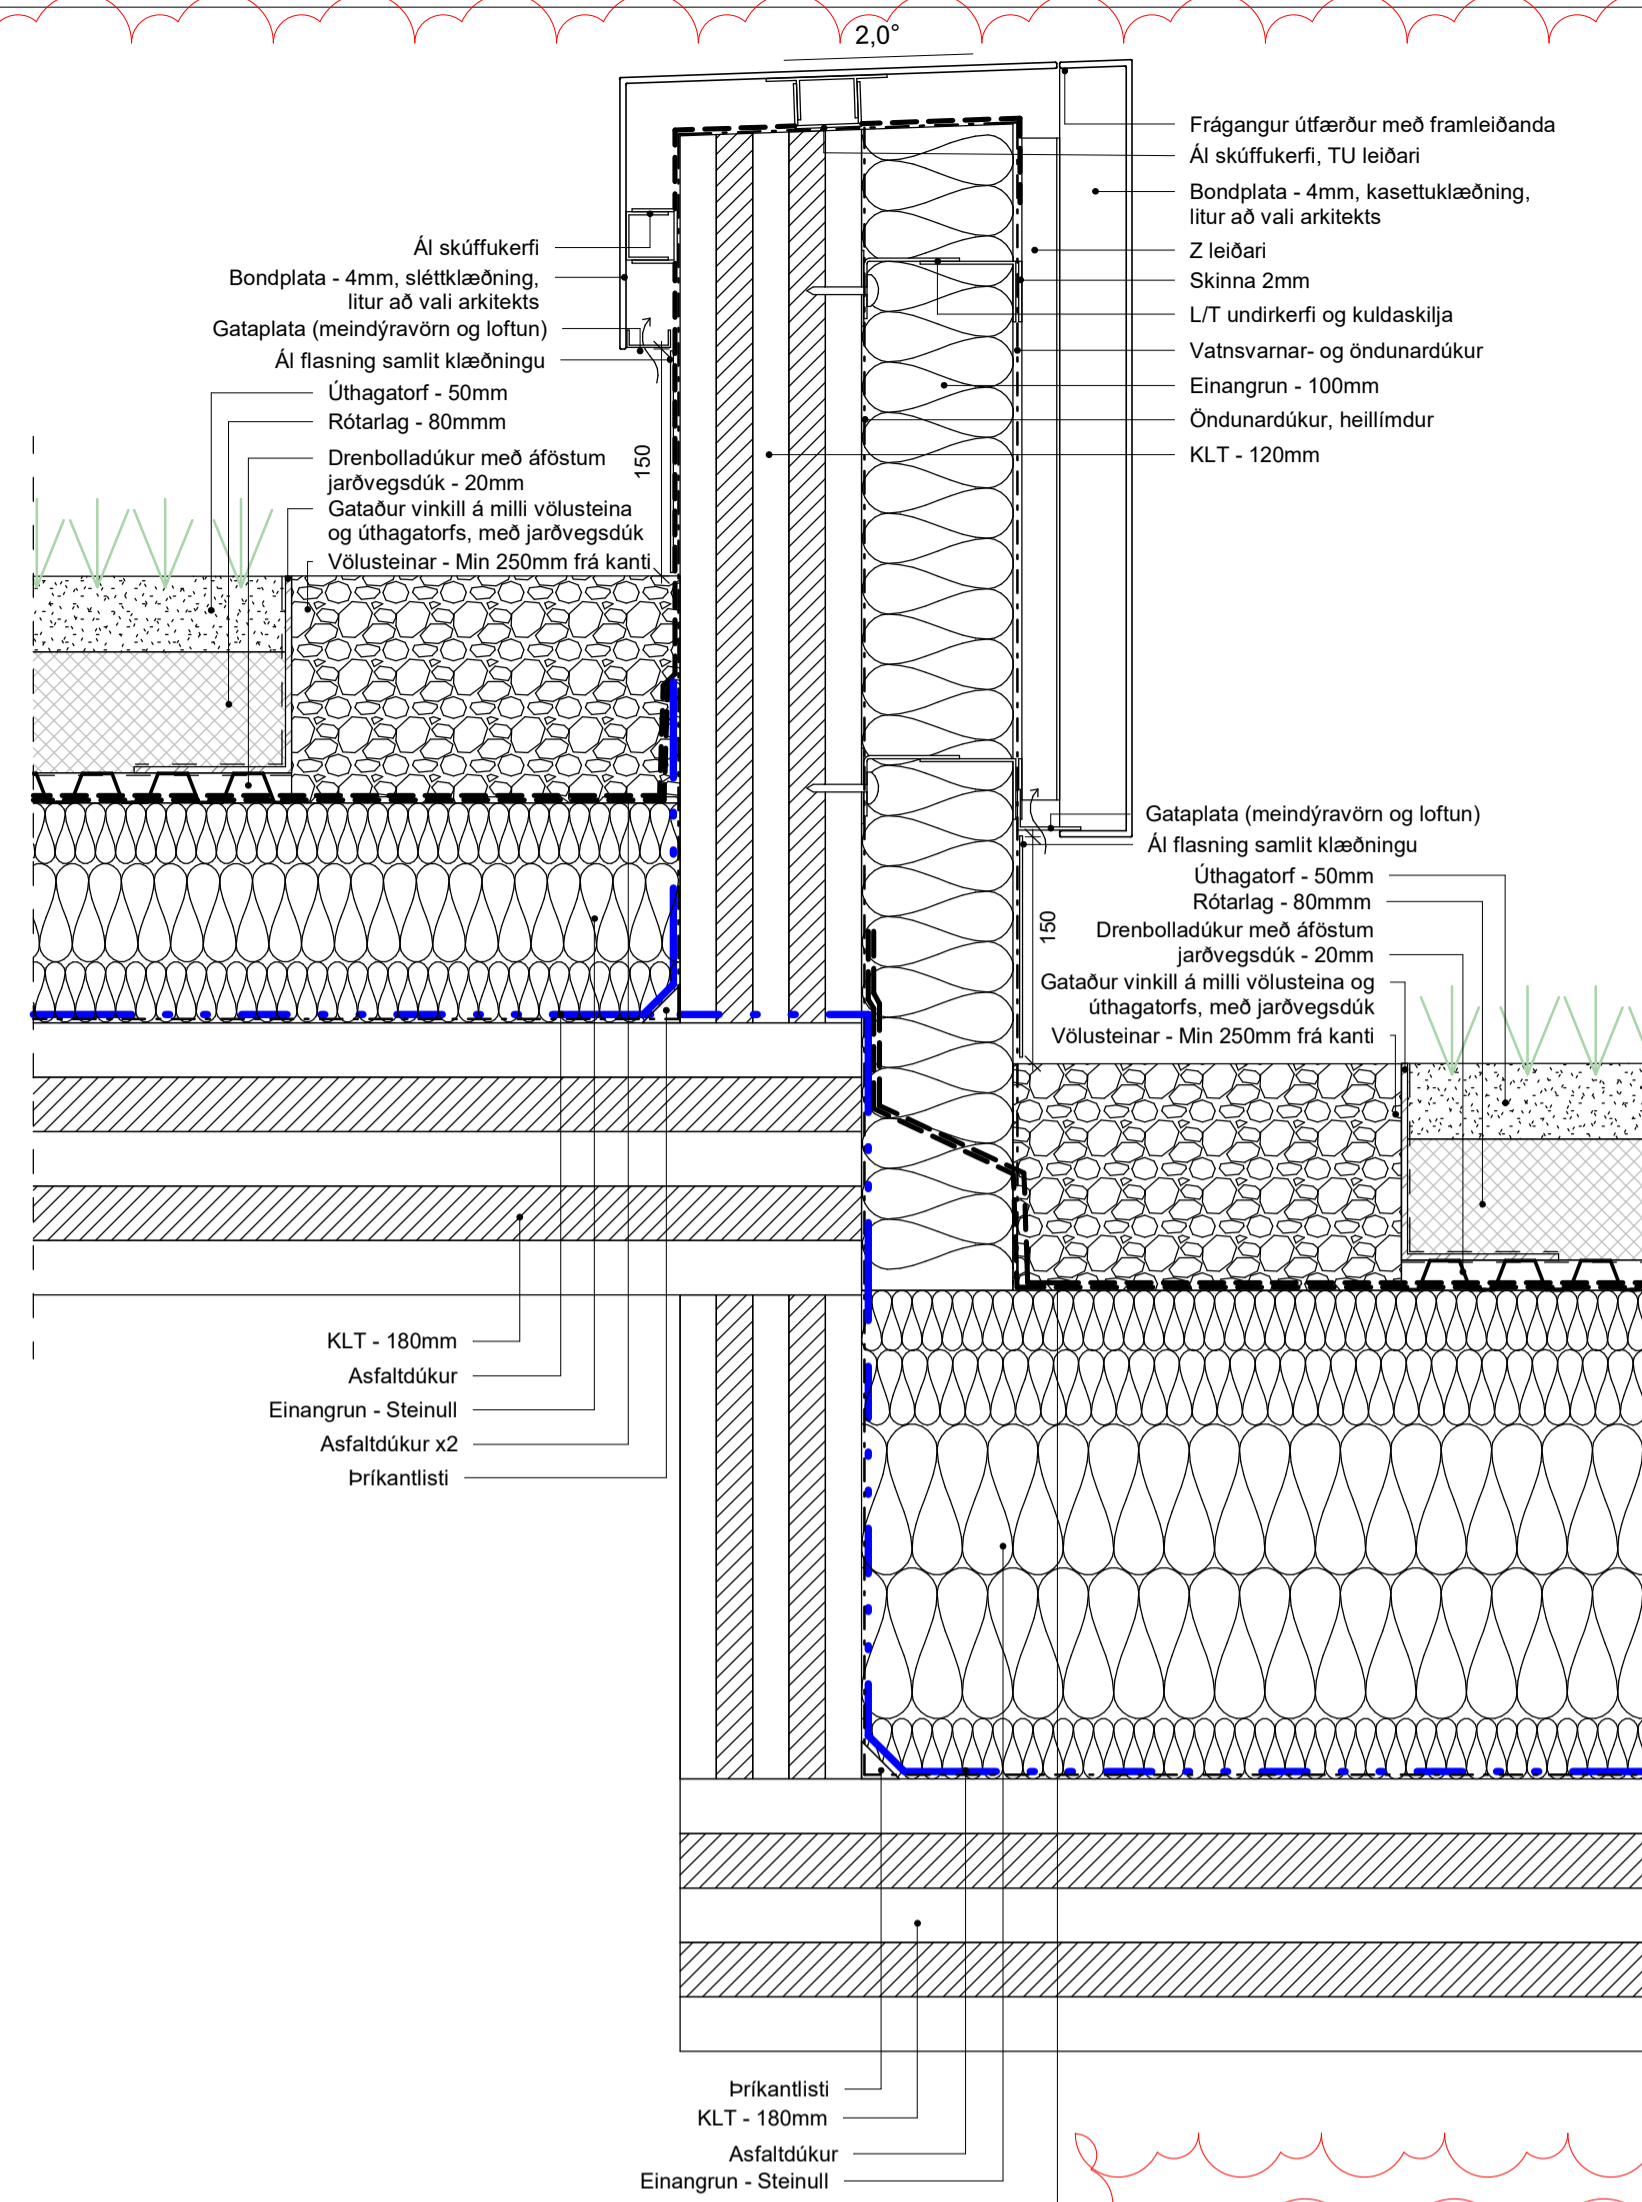 2,0°
Frágangur útfærður með framleiðanda
Ál skúffukerfi, TU leiðari
Bondplata - 4mm, kasettuklæðning,
litur að vali arkitekts
Z leiðari
Skinna 2mm
L/T undirkerfi og kuldaskilja
Vatnsvarnar- og öndunardúkur
Einangrun - 100mm
Öndunardúkur, heillímdur
KLT - 120mm
Ál skúffukerfi
Bondplata - 4mm, sléttklæðning,
litur að vali arkitekts
Gataplata (meindýravörn og loftun)
Ál flasning samlit klæðningu
Úthagatorf - 50mm
Rótarlag - 80mmm
Drenbolladúkur með áföstum
jarðvegsdúk - 20mm
Gataður vinkill á milli völusteina
og úthagatorfs, með jarðvegsdúk
Völusteinar - Min 250mm frá kanti
150
Gataplata (meindýravörn og loftun)
Ál flasning samlit klæðningu
Úthagatorf - 50mm
Rótarlag - 80mmm
Drenbolladúkur með áföstum
jarðvegsdúk - 20mm
Gataður vinkill á milli völusteina og
úthagatorfs, með jarðvegsdúk
Völusteinar - Min 250mm frá kanti
150
KLT - 180mm
Asfaltdúkur
Einangrun - Steinull
Asfaltdúkur x2
Þríkantlisti
Þríkantlisti
KLT - 180mm
Asfaltdúkur
Einangrun - Steinull